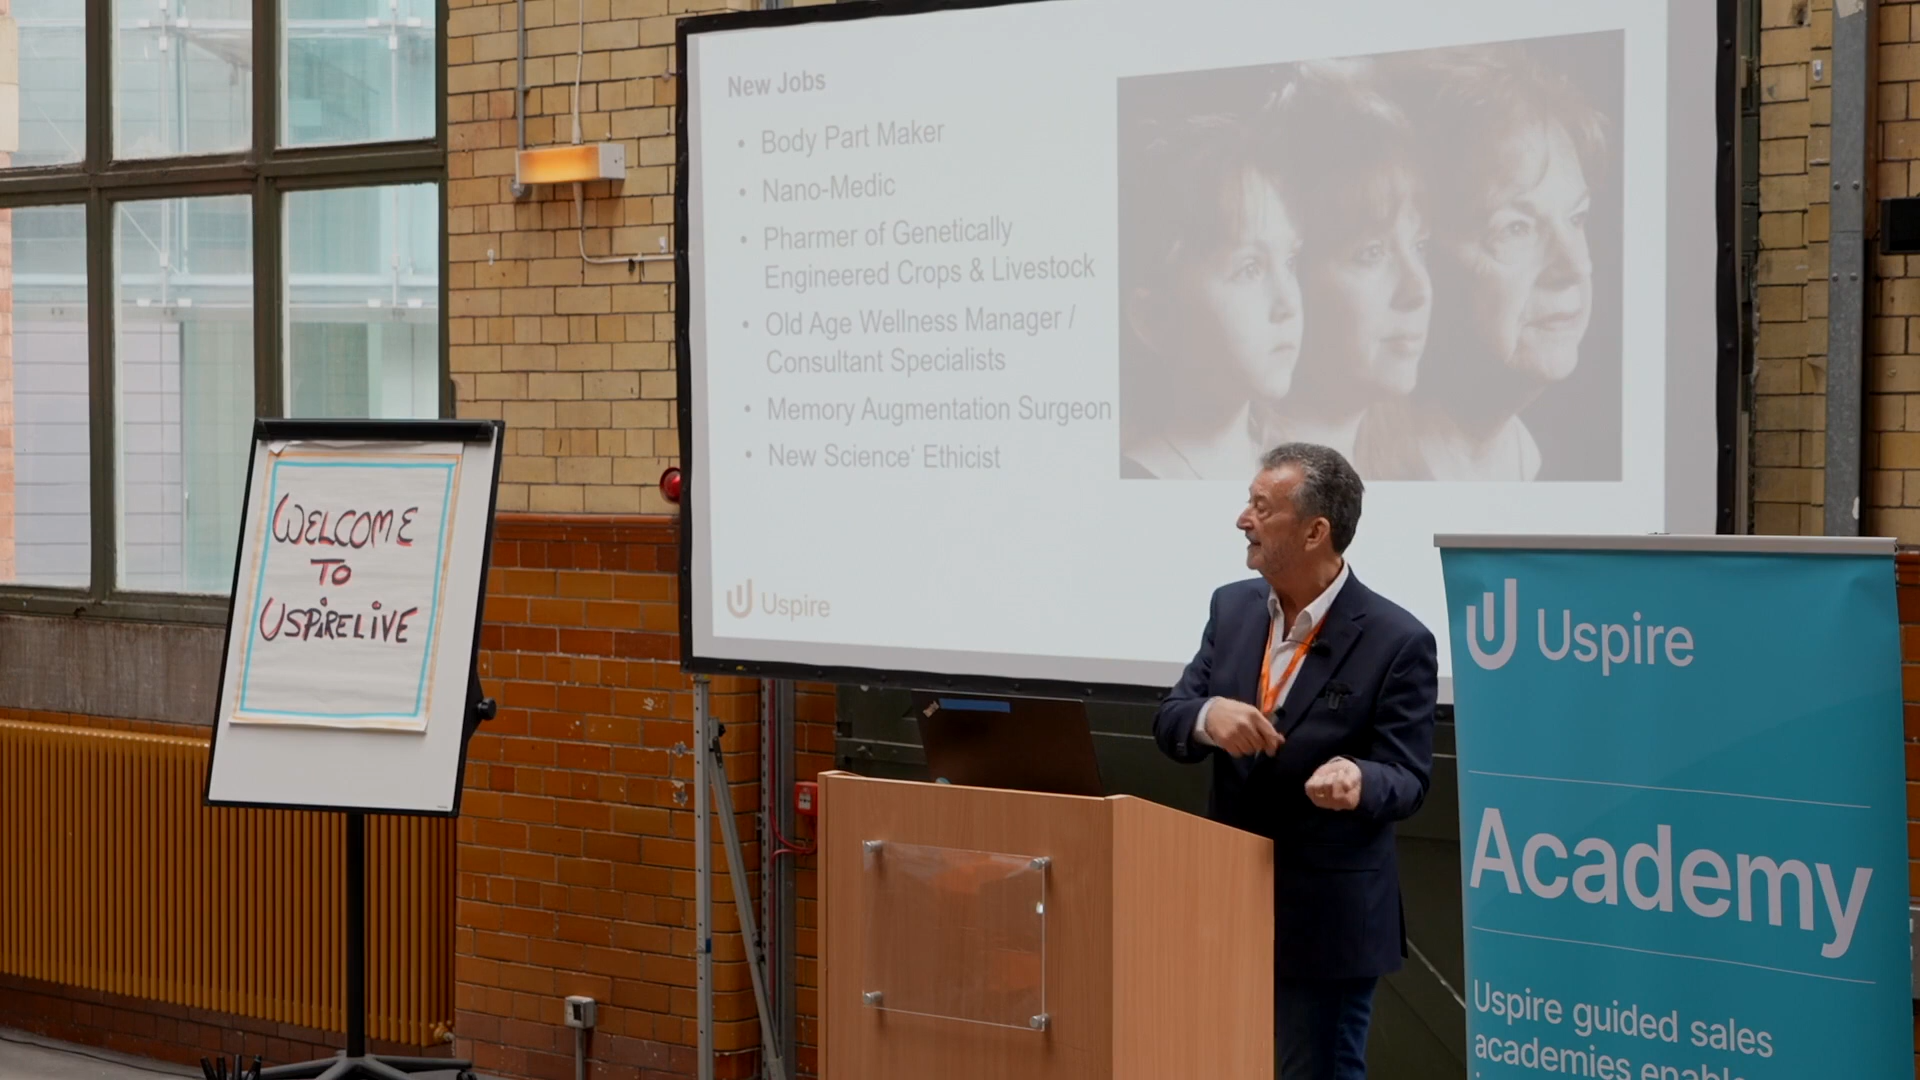 WELCOME
TO
USPIRELIVE
New Jobs
• Body Part Maker
• Nano-Medic
• Pharmer of Genetically
Engineered Crops & Livestock
• Old Age Wellness Manager /
Consultant Specialists
• Memory Augmentation Surgeon
• New Science‘ Ethicist
Uspire
Uspire
Academy
Uspire guided sales
academies